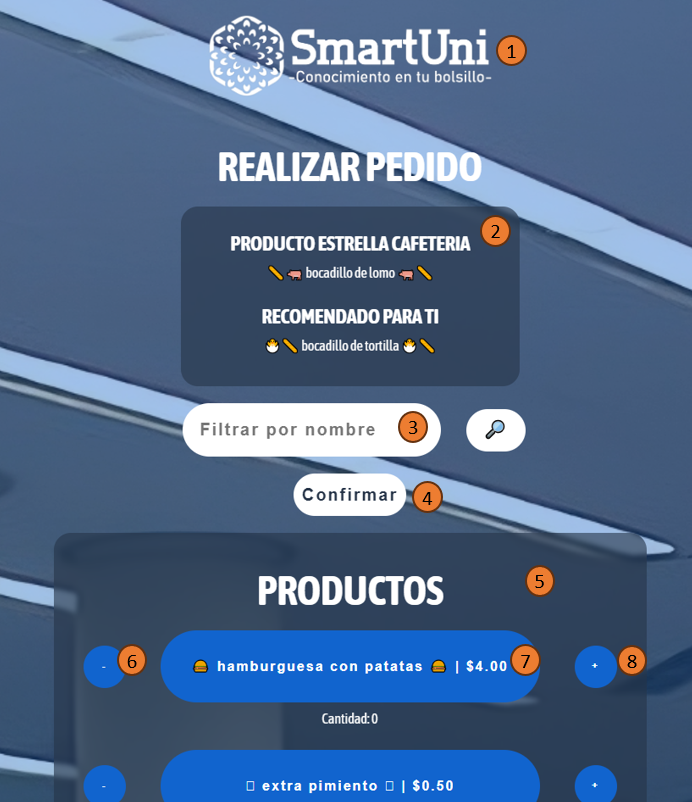 SmartUni 1
-Conocimiento en tu bolsillo-
REALIZAR PEDIDO
2
PRODUCTO ESTRELLA CAFETERIA
🥖 🐖 bocadillo de lomo 🐖 🥖
RECOMENDADO PARA TI
🐣 🥖 bocadillo de tortilla 🐣 🥖
Filtrar por nombre 3 🔎
Confirmar 4
PRODUCTOS 5
- 6 🍔 hamburguesa con patatas 🍔 | $4.00 7 + 8
Cantidad: 0
- extra pimiento | $0.50 +